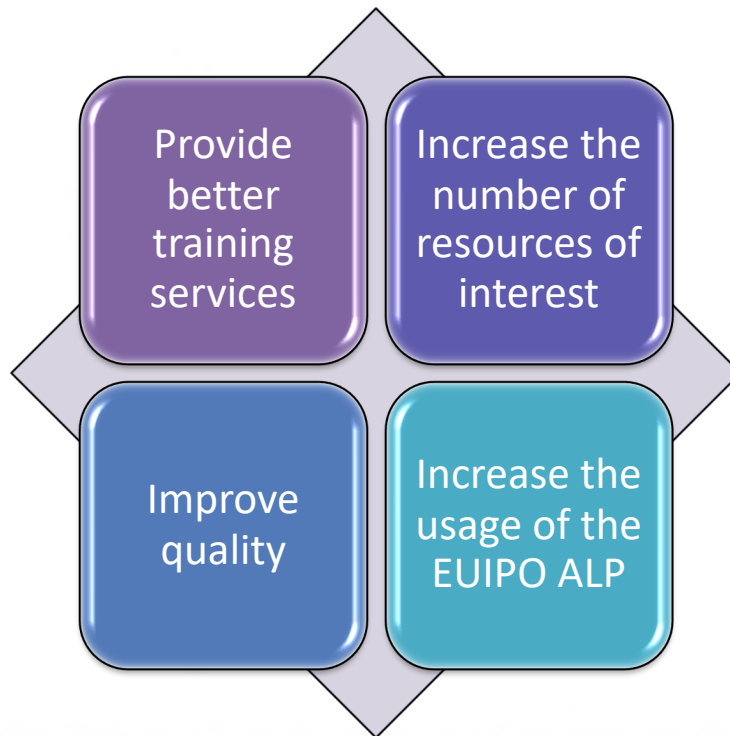 Provide
better
training
services
Increase the
number of
resources of
interest
Improve
quality
Increase the
usage of the
EUIPO ALP